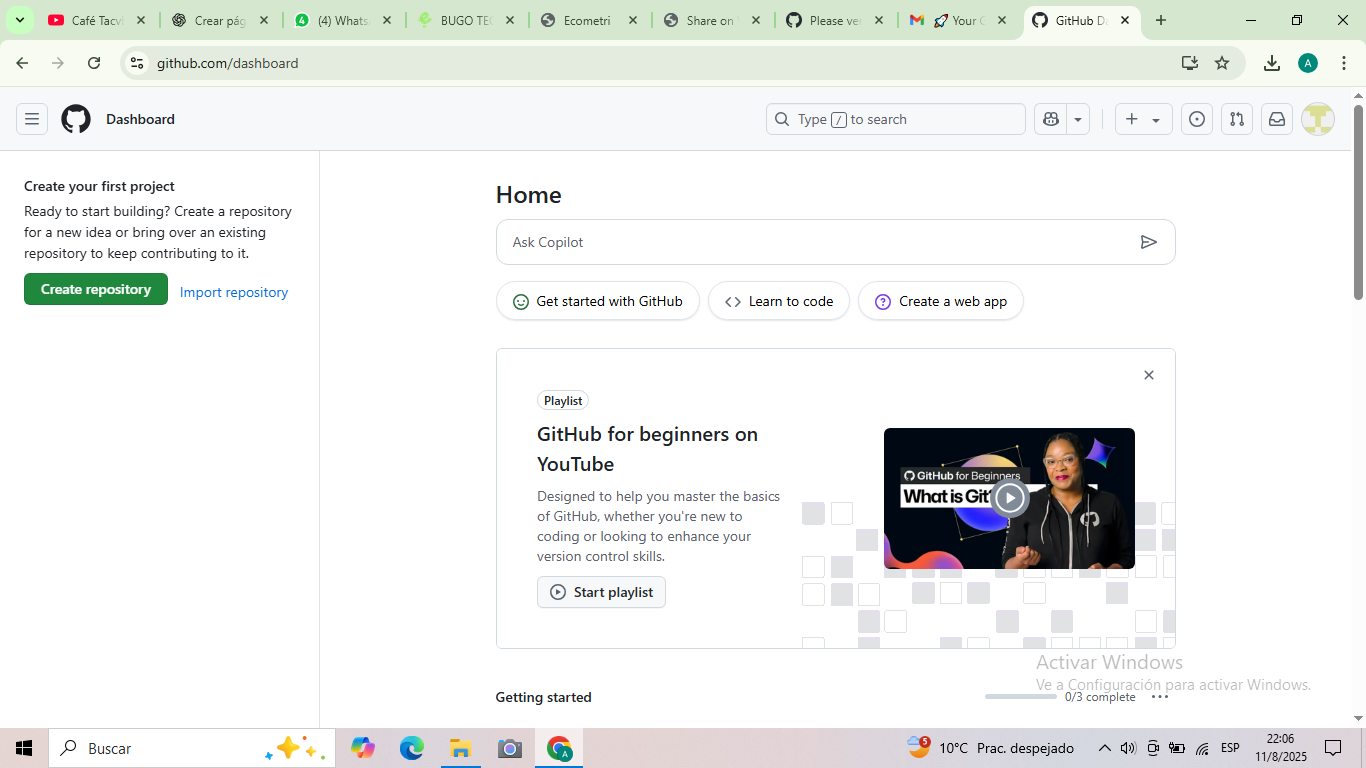 Café Tacv
Crear pág
(4) Whats
BUGO TEC
Ecometri
Share on
Please ver
Your G
GitHub Da
github.com/dashboard
A
Dashboard
Type / to search
Create your first project
Ready to start building? Create a repository
for a new idea or bring over an existing
repository to keep contributing to it.
Create repository
Import repository
Home
Ask Copilot
Get started with GitHub
Learn to code
Create a web app
Playlist
GitHub for beginners on
YouTube
Designed to help you master the basics
of GitHub, whether you're new to
coding or looking to enhance your
version control skills.
Start playlist
GitHub for Beginners
What is Git
Activar Windows
Ve a Configuración para activar Windows.
Getting started
0/3 complete
Buscar
5
10°C Prac. despejado
ESP
22:06
11/8/2025